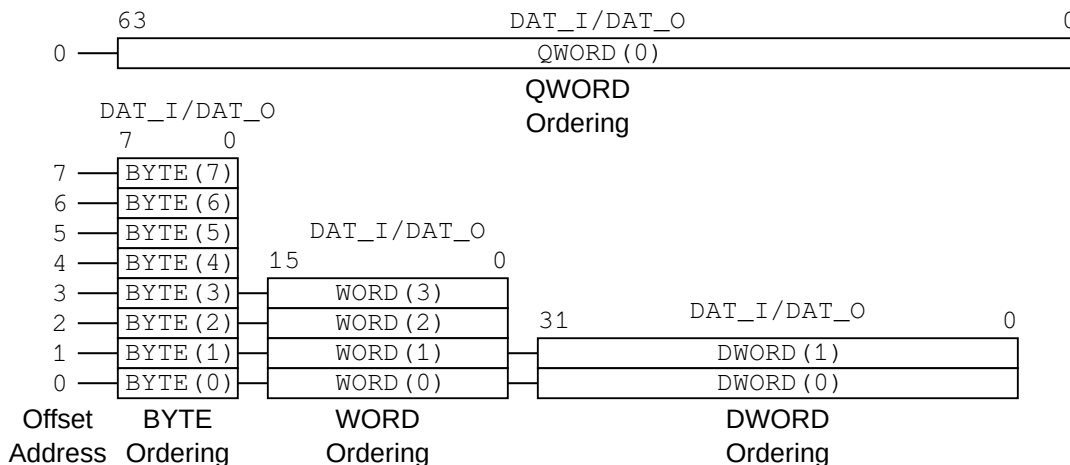 63 DAT_I/DAT_O 0
0 QWORD(0)
QWORD
Ordering
DAT_I/DAT_O
7 0
7 BYTE(7)
6 BYTE(6)
5 BYTE(5) DAT_I/DAT_O
4 BYTE(4) 15 0
3 BYTE(3) WORD(3)
2 BYTE(2) WORD(2) 31 DAT_I/DAT_O 0
1 BYTE(1) WORD(1) DWORD(1)
0 BYTE(0) WORD(0) DWORD(0)
Offset BYTE WORD DWORD
Address Ordering Ordering Ordering